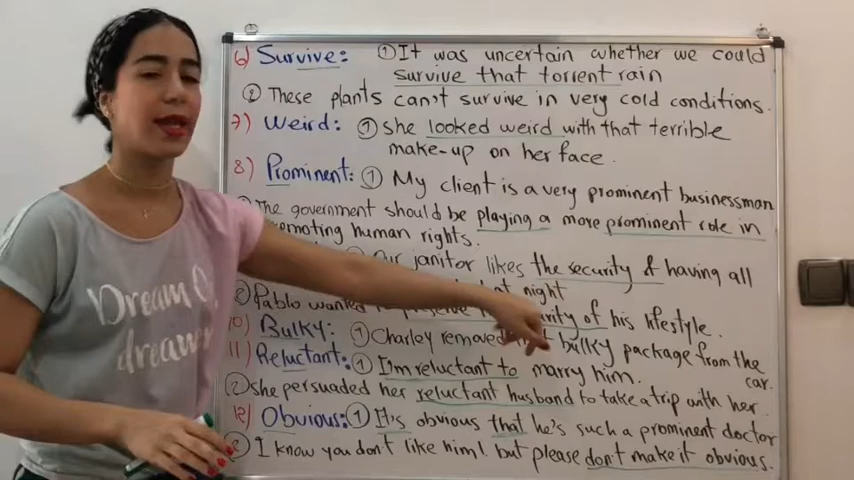 6) Survive: ① It was uncertain whether we could
survive that torrent rain
② These plants can't survive in very cold conditions.
7) Weird: ① she looked weird with that terrible
make-up on her face.
8) Prominent: ① My client is a very prominent businessman
The government should be playing a more prominent role in
promoting human rights.
janitor likes the security of having all
at night
② Pablo wanted of his lifestyle.
10) Bulky: ① Charley removed bulky package from the
car.
11) Reluctant: ① I'm reluctant to marry him.
② she persuaded her reluctant husband to take a trip with her.
12) Obvious: ① It's obvious that he's such a prominent doctor
② I know you don't like him! but please don't make it obvious.
Dream
dreamer